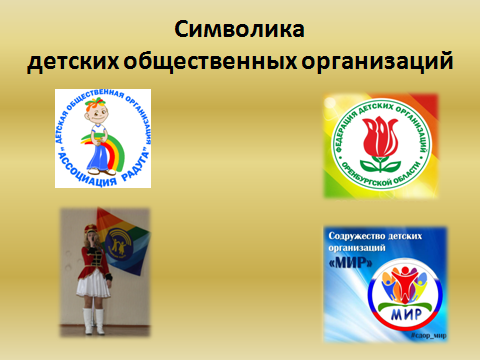 Символика
детских общественных организаций
ДЕТСКАЯ ОБЩЕСТВЕННАЯ ОРГАНИЗАЦИЯ
"АССОЦИАЦИЯ РАДУГА"
ФЕДЕРАЦИЯ ДЕТСКИХ ОРГАНИЗАЦИЙ
ОРЕНБУРГСКОЙ ОБЛАСТИ
Содружество детских
организаций
«МИР»
МИР